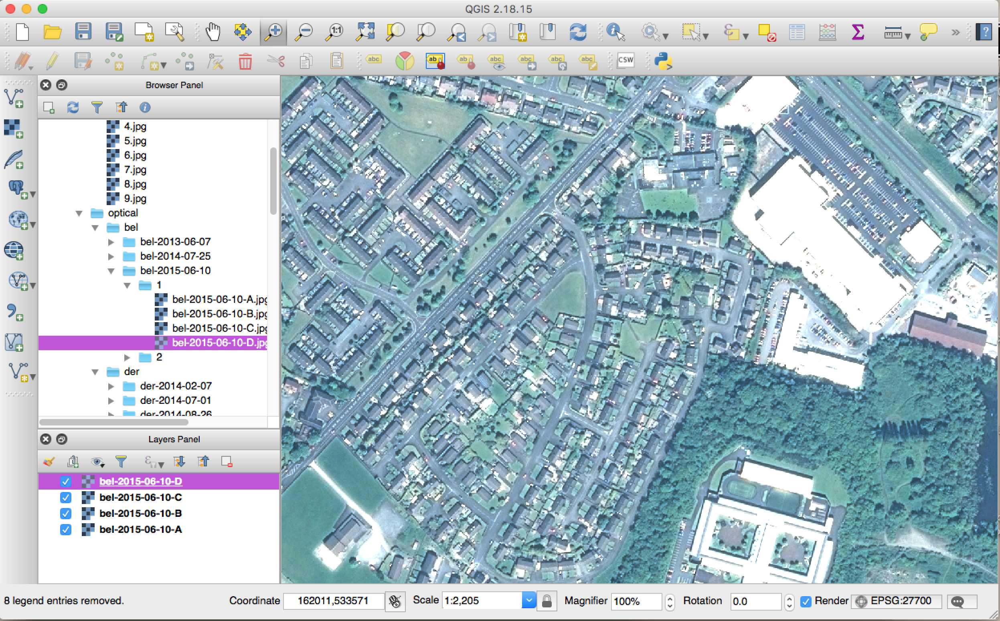 QGIS 2.18.15
1:1
abc
ab
ab
abc
abc
abc
abc
CSW
Browser Panel
4.jpg
5.jpg
6.jpg
7.jpg
8.jpg
9.jpg
optical
bel
bel-2013-06-07
bel-2014-07-25
bel-2015-06-10
1
bel-2015-06-10-A.jpg
bel-2015-06-10-B.jpg
bel-2015-06-10-C.jpg
bel-2015-06-10-D.jpg
2
der
der-2014-02-07
der-2014-07-01
der-2014-08-26
Layers Panel
bel-2015-06-10-D
bel-2015-06-10-C
bel-2015-06-10-B
bel-2015-06-10-A
8 legend entries removed. Coordinate 162011,533571 Scale 1:2,205 Magnifier 100% Rotation 0.0 Render EPSG:27700